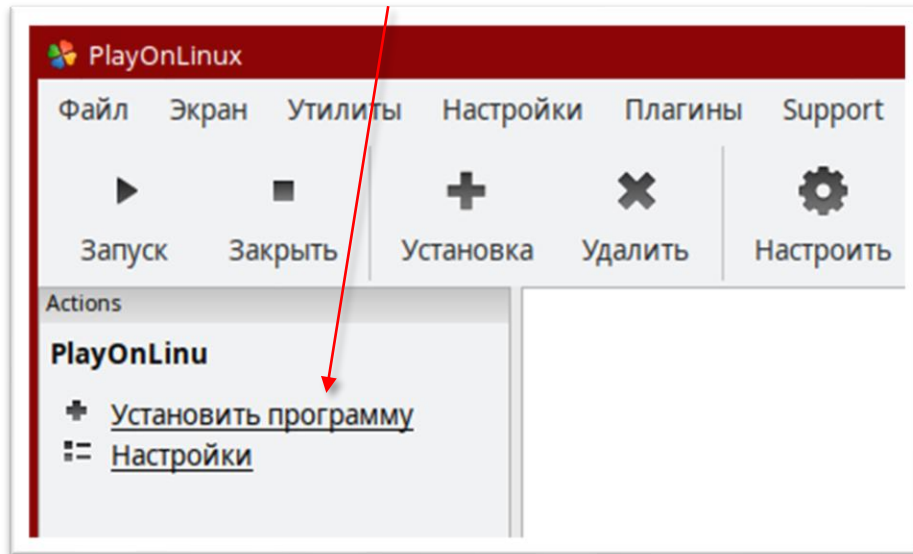 PlayOnLinux
Файл Экран Утилиты Настройки Плагины Support
Запуск Закрыть Установка Удалить Настроить
Actions
PlayOnLinu
Установить программу
Настройки